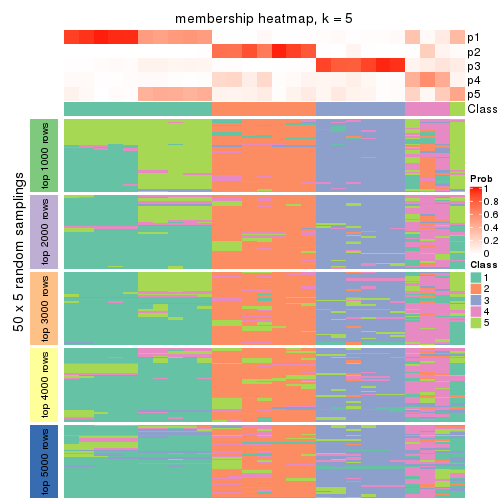 membership heatmap, k = 5
p1
p2
p3
p4
p5
Class
50 x 5 random samplings
top 1000 rows
top 2000 rows
top 3000 rows
top 4000 rows
top 5000 rows
Prob
1
0.8
0.6
0.4
0.2
0
Class
1
2
3
4
5